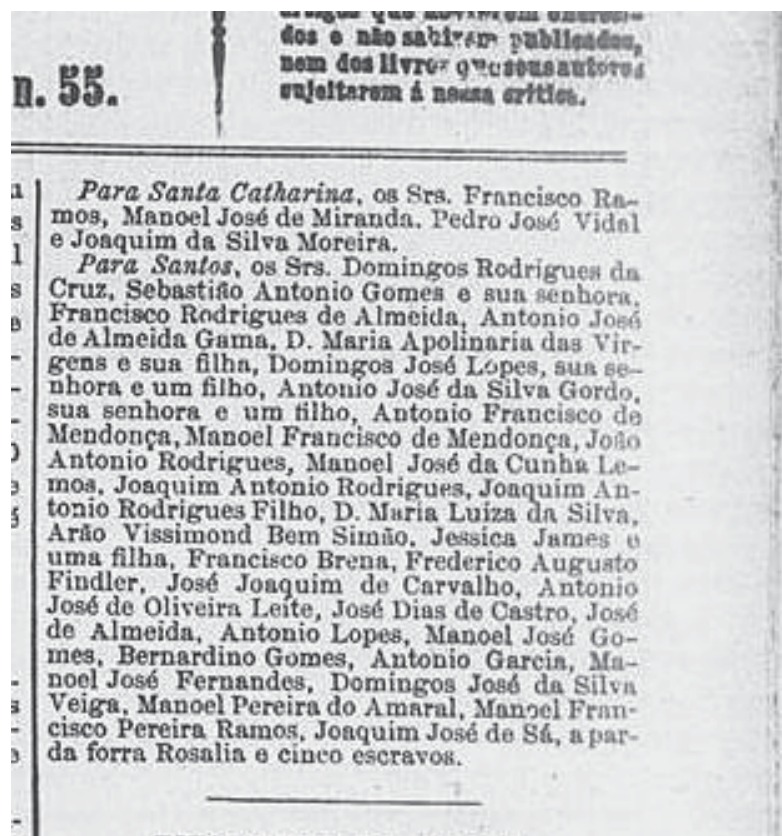 dos e não sahirem publicados,
nem dos livros que seus autores
sujeitarem á nossa critica.
n. 55.
Para Santa Catharina, os Srs. Francisco Ra-
mos, Manoel José de Miranda. Pedro José Vidal
e Joaquim da Silva Moreira.
Para Santos, os Srs. Domingos Rodrigues da
Cruz, Sebastião Antonio Gomes e sua senhora,
Francisco Rodrigues de Almeida, Antonio José
de Almeida Gama, D. Maria Apolinaria das Vir-
gens e sua filha, Domingos José Lopes, sua se-
nhora e um filho, Antonio José da Silva Gordo,
sua senhora e um filho, Antonio Francisco de
Mendonça, Manoel Francisco de Mendonça, João
Antonio Rodrigues, Manoel José da Cunha Le-
mos, Joaquim Antonio Rodrigues, Joaquim An-
tonio Rodrigues Filho, D. Maria Luiza da Silva,
Arão Vissimond Bem Simão, Jessica James e
uma filha, Francisco Brena, Frederico Augusto
Findler, José Joaquim de Carvalho, Antonio
José de Oliveira Leite, José Dias de Castro, José
de Almeida, Antonio Lopes, Manoel José Go-
mes, Bernardino Gomes, Antonio Garcia, Ma-
noel José Fernandes, Domingos José da Silva
Veiga, Manoel Pereira do Amaral, Manoel Fran-
cisco Pereira Ramos, Joaquim José de Sá, a par-
da forra Rosalia e cinco escravos.